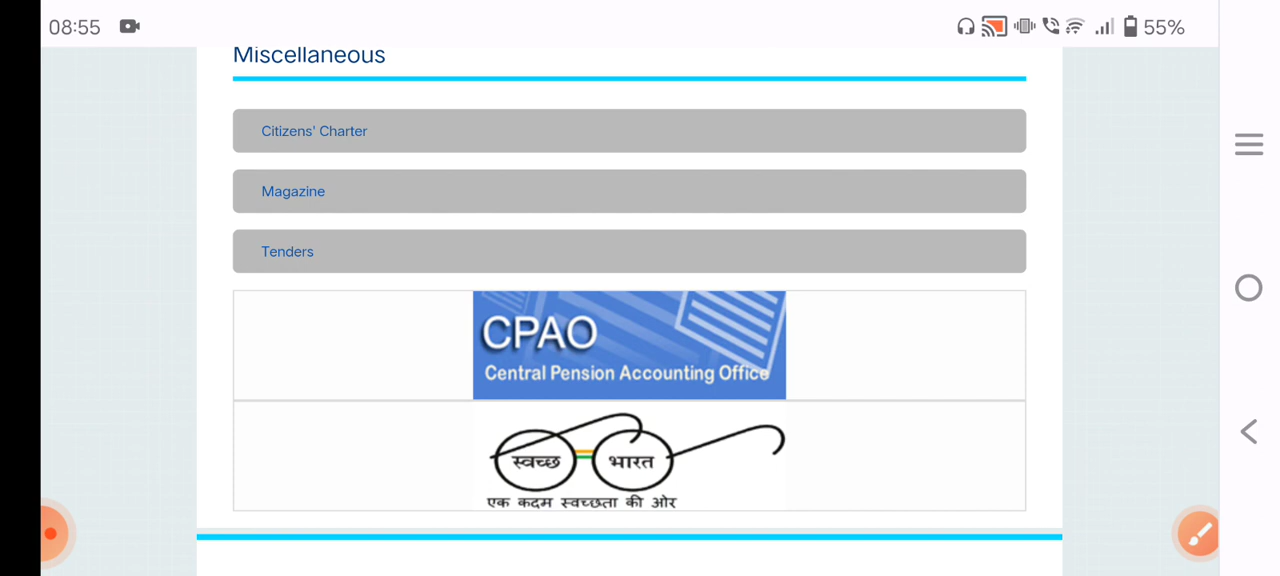 08:55
55%
Miscellaneous
Citizens' Charter
Magazine
Tenders
CPAO
Central Pension Accounting Office
स्वच्छ भारत
एक कदम स्वच्छता की ओर